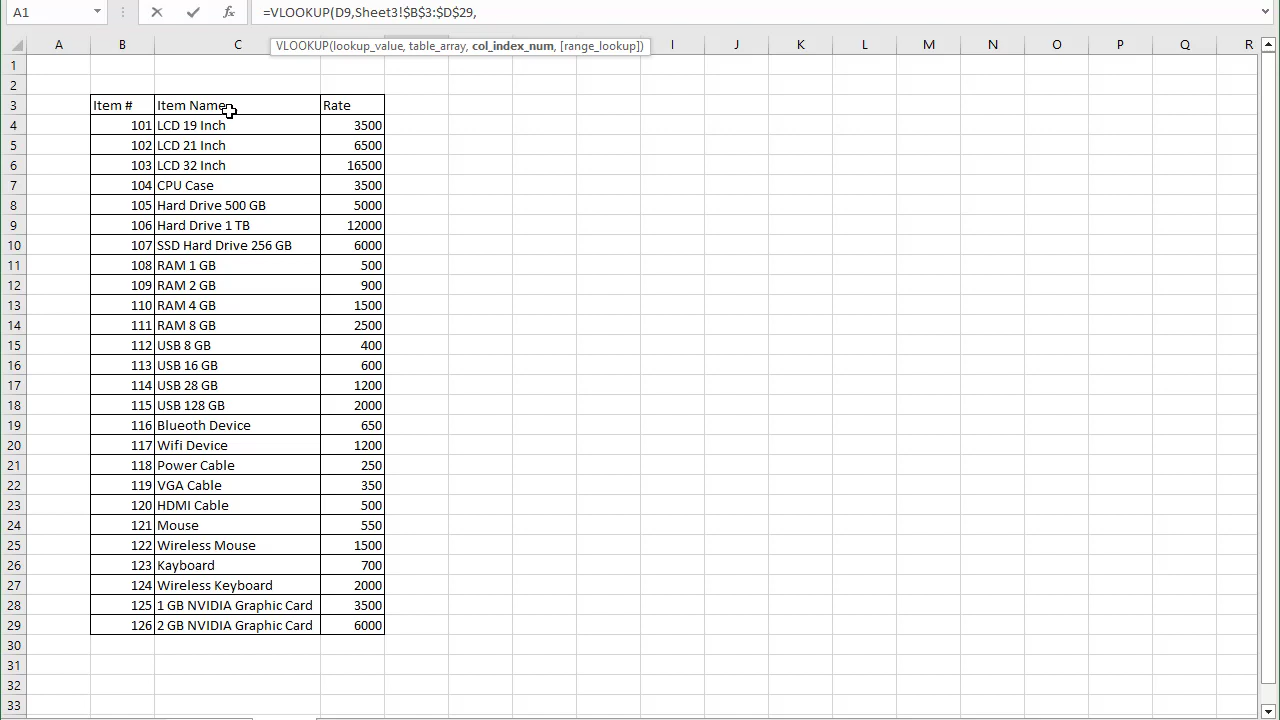 A1 =VLOOKUP(D9,Sheet3!$B$3:$D$29,
VLOOKUP(lookup_value, table_array, col_index_num, [range_lookup])
A B C I J K L M N O P Q R
1
2
3 Item # Item Name Rate
4 101 LCD 19 Inch 3500
5 102 LCD 21 Inch 6500
6 103 LCD 32 Inch 16500
7 104 CPU Case 3500
8 105 Hard Drive 500 GB 5000
9 106 Hard Drive 1 TB 12000
10 107 SSD Hard Drive 256 GB 6000
11 108 RAM 1 GB 500
12 109 RAM 2 GB 900
13 110 RAM 4 GB 1500
14 111 RAM 8 GB 2500
15 112 USB 8 GB 400
16 113 USB 16 GB 600
17 114 USB 28 GB 1200
18 115 USB 128 GB 2000
19 116 Blueoth Device 650
20 117 Wifi Device 1200
21 118 Power Cable 250
22 119 VGA Cable 350
23 120 HDMI Cable 500
24 121 Mouse 550
25 122 Wireless Mouse 1500
26 123 Kayboard 700
27 124 Wireless Keyboard 2000
28 125 1 GB NVIDIA Graphic Card 3500
29 126 2 GB NVIDIA Graphic Card 6000
30
31
32
33